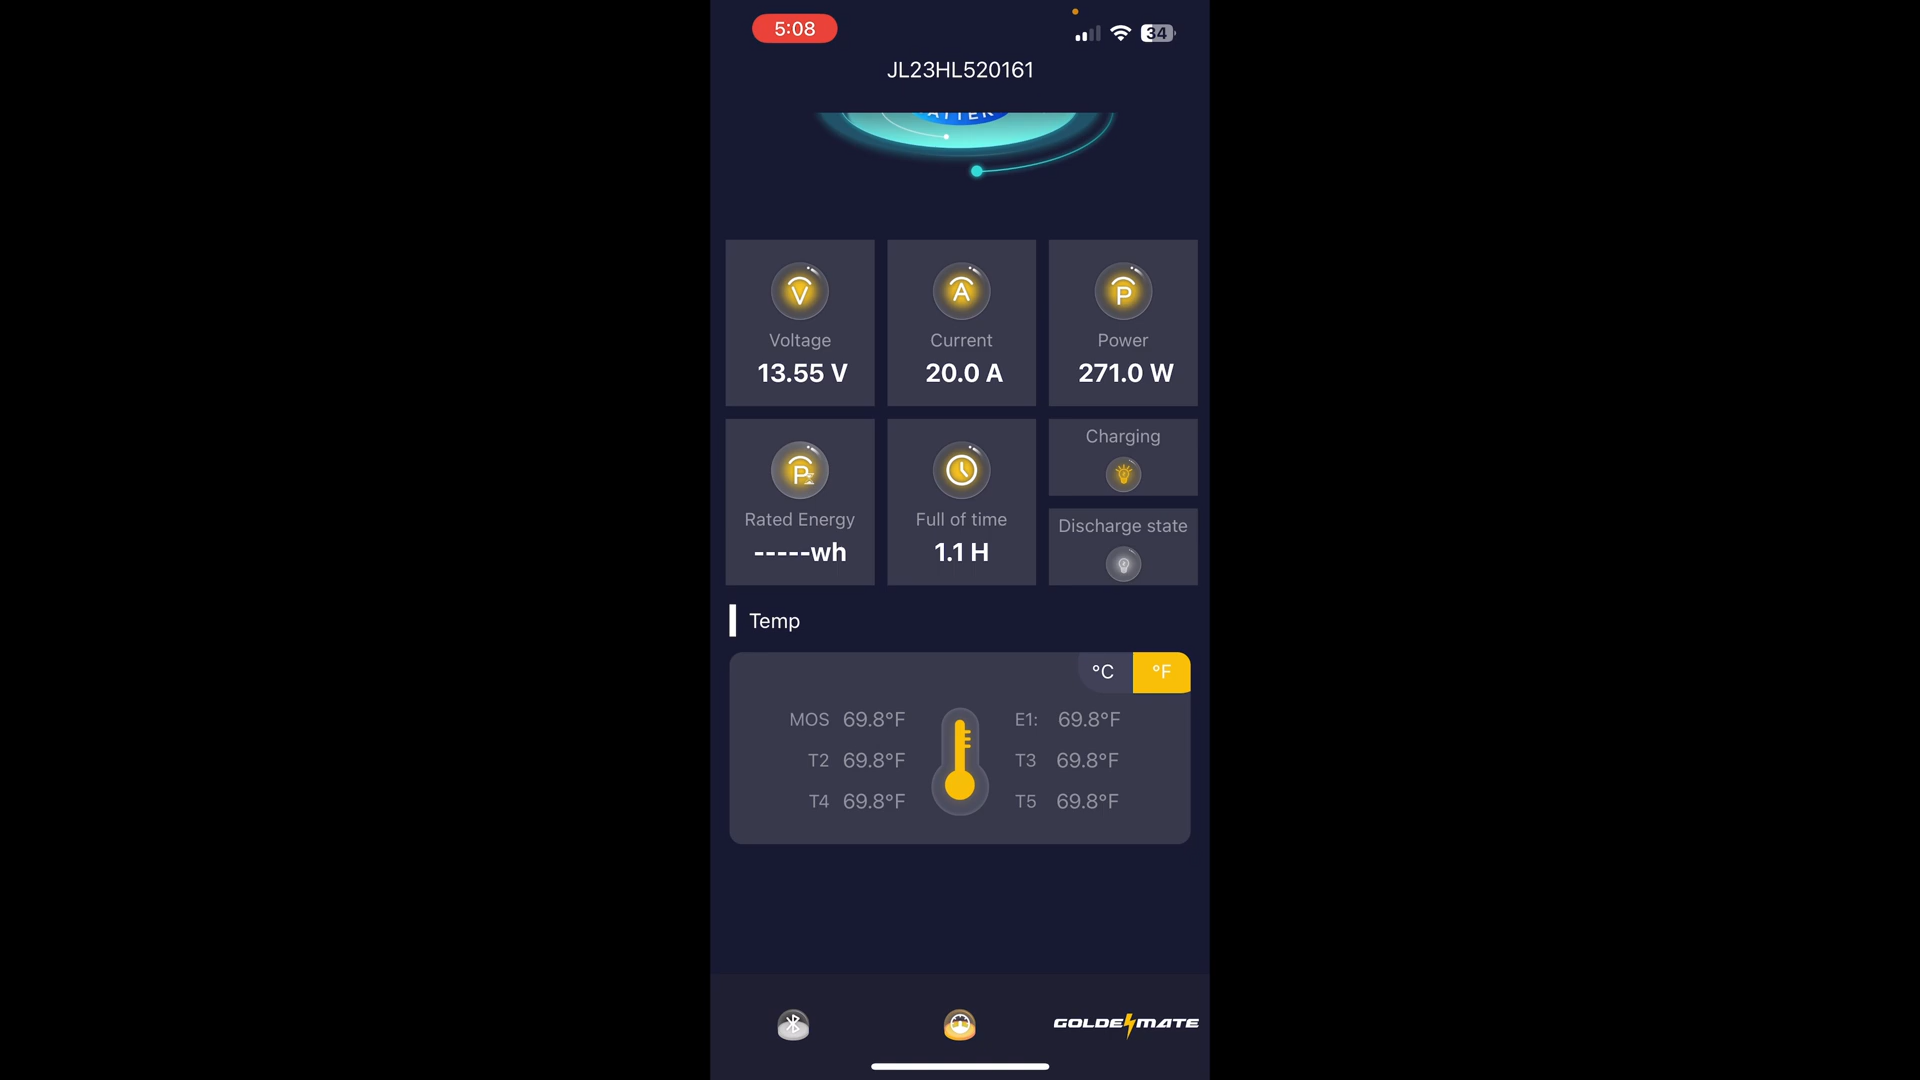 5:08
34
JL23HL520161
Voltage
13.55 V
Current
20.0 A
Power
271.0 W
Rated Energy
-----wh
Full of time
1.1 H
Charging
Discharge state
Temp
°C °F
MOS 69.8°F E1: 69.8°F
T2 69.8°F T3 69.8°F
T4 69.8°F T5 69.8°F
GOLDENMATE